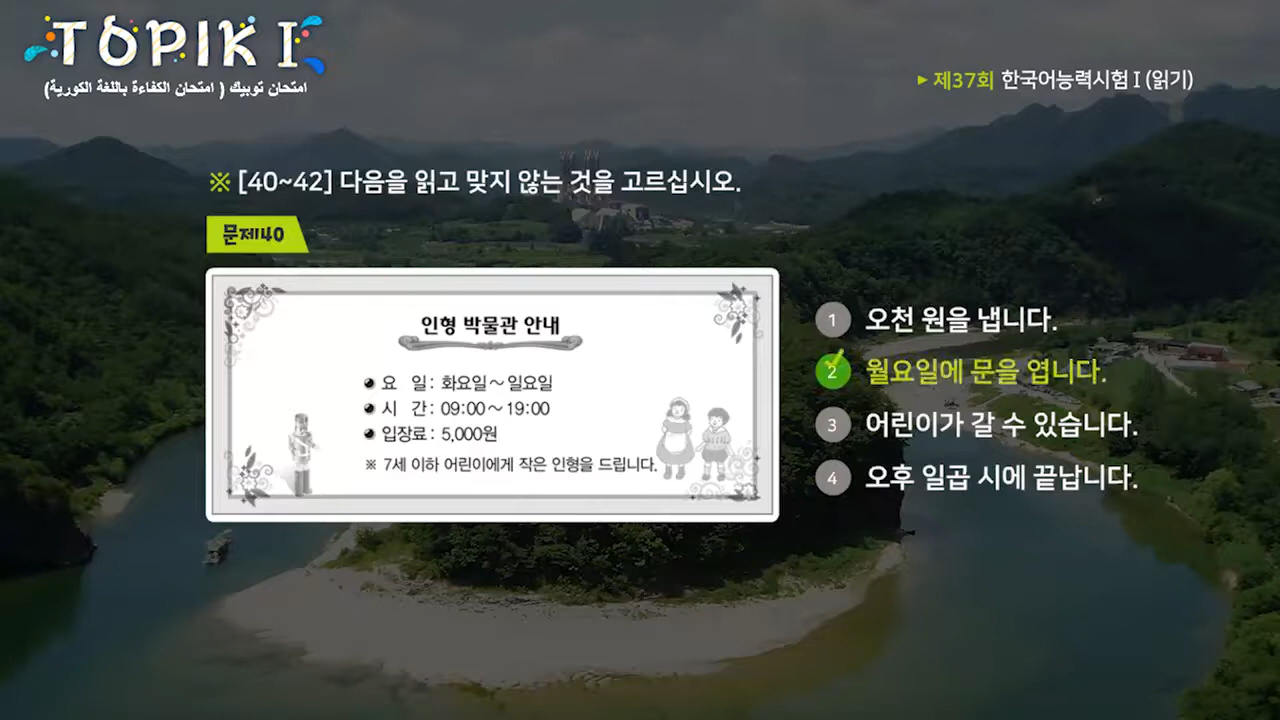 TOPIK I
امتحان توبيك ( امتحان الكفاءة باللغة الكورية)
▶ 제37회 한국어능력시험 I (읽기)
※ [40~42] 다음을 읽고 맞지 않는 것을 고르십시오.
문제40
인형 박물관 안내
● 요 일 : 화요일～일요일
● 시 간 : 09:00～19:00
● 입장료 : 5,000원
※ 7세 이하 어린이에게 작은 인형을 드립니다.
1 오천 원을 냅니다.
2 월요일에 문을 엽니다.
3 어린이가 갈 수 있습니다.
4 오후 일곱 시에 끝납니다.